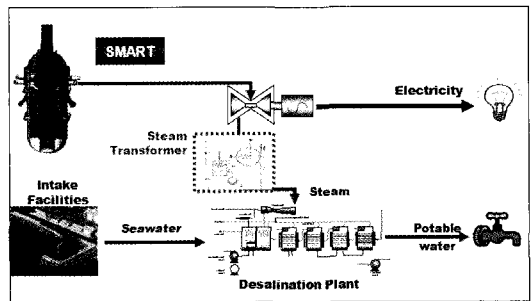 SMART
Electricity
Steam
Transformer
Steam
Intake
Facilities
Seawater
Potable
water
Desalination Plant